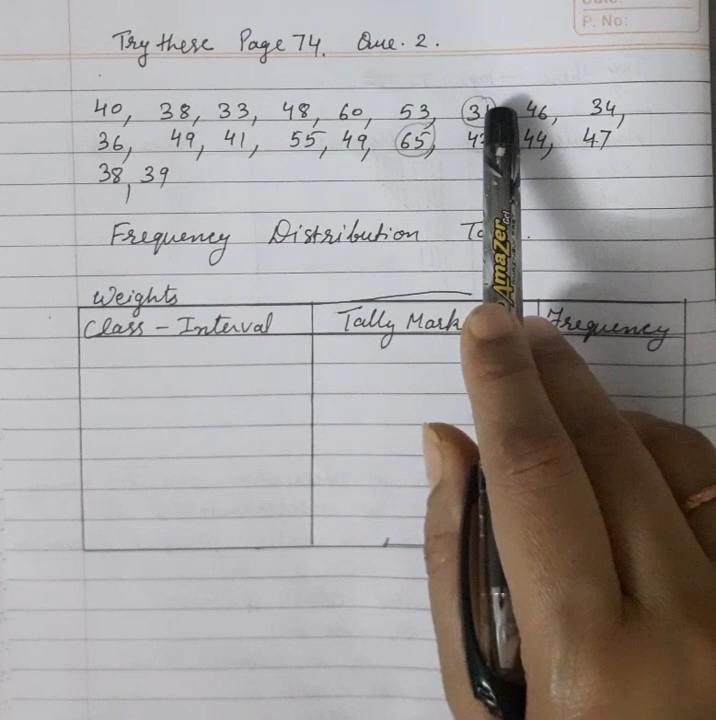 P. No:
Try these Page 74. Que. 2.
40, 38, 33, 48, 60, 53, 46, 34,
36, 49, 41, 55, 49, 65, 44, 47
38, 39
Frequency Distribution
Weights
Class - Interval Tally Mark Frequency
AmaZer Gel